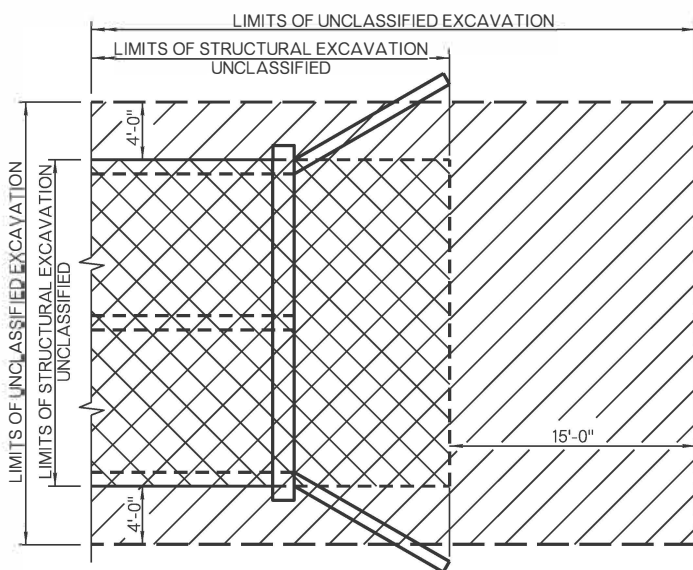 LIMITS OF UNCLASSIFIED EXCAVATION
LIMITS OF STRUCTURAL EXCAVATION
UNCLASSIFIED
4'-0"
LIMITS OF UNCLASSIFIED EXCAVATION
LIMITS OF STRUCTURAL EXCAVATION
UNCLASSIFIED
15'-0"
4'-0"